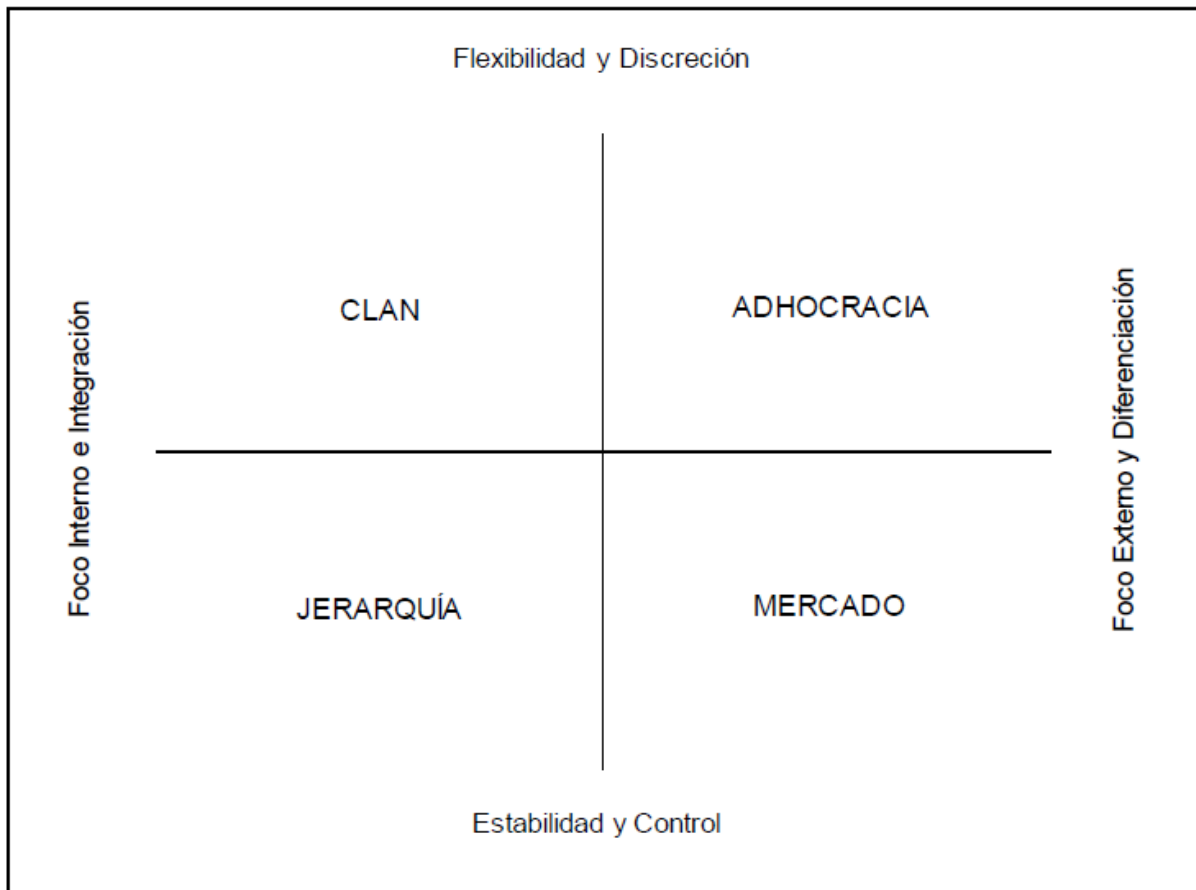 Flexibilidad y Discreción
CLAN
ADHOCRACIA
Foco Interno e Integración
Foco Externo y Diferenciación
JERARQUÍA
MERCADO
Estabilidad y Control